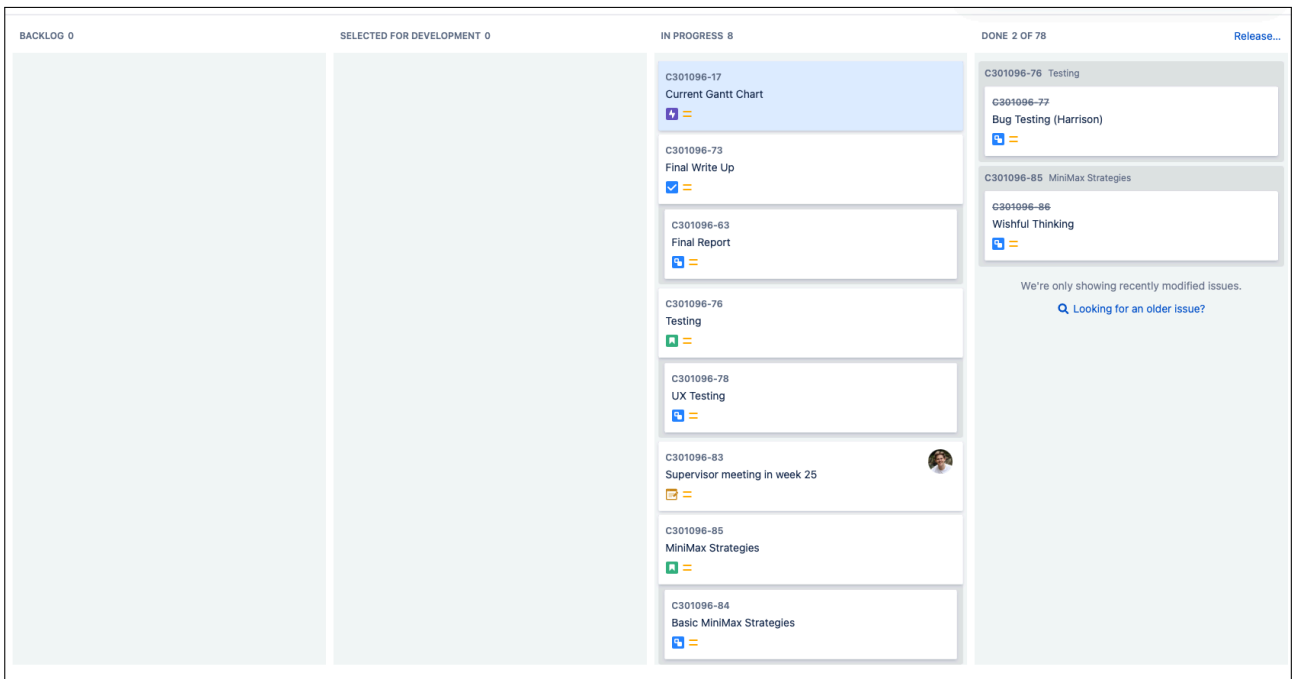 BACKLOG 0
SELECTED FOR DEVELOPMENT 0
IN PROGRESS 8
C301096-17
Current Gantt Chart
C301096-73
Final Write Up
C301096-63
Final Report
C301096-76
Testing
C301096-78
UX Testing
C301096-83
Supervisor meeting in week 25
C301096-85
MiniMax Strategies
C301096-84
Basic MiniMax Strategies
DONE 2 OF 78
Release...
C301096-76 Testing
C301096-77
Bug Testing (Harrison)
C301096-85 MiniMax Strategies
C301096-86
Wishful Thinking
We're only showing recently modified issues.
Looking for an older issue?